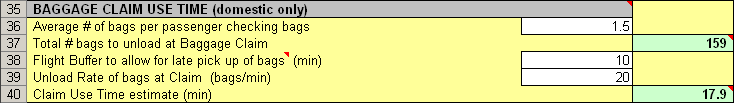 35 BAGGAGE CLAIM USE TIME (domestic only)
36 Average # of bags per passenger checking bags 1.5
37 Total # bags to unload at Baggage Claim 159
38 Flight Buffer to allow for late pick up of bags (min) 10
39 Unload Rate of bags at Claim (bags/min) 20
40 Claim Use Time estimate (min) 17.9